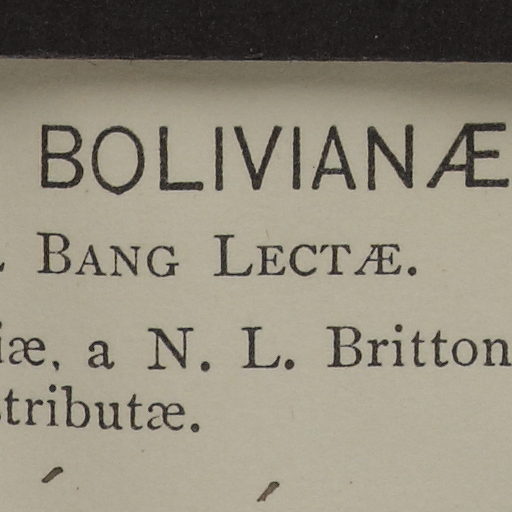 BOLIVIANÆ
BANG LECTÆ.
iæ, a N. L. Britton
tributæ.